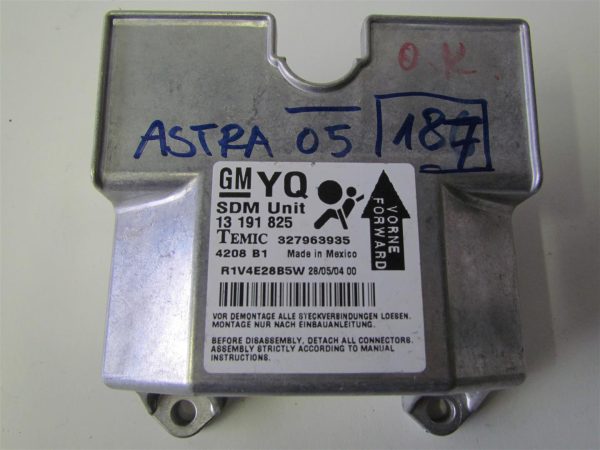 O.K.
ASTRA 05 187
GM YQ
SDM Unit
13 191 825
TEMIC 327963935
4208 B1 Made in Mexico
R1V4E28B5W 28/05/04 00
VORNE
FORWARD
VOR DEMONTAGE ALLE STECKVERBINDUNGEN LOESEN.
MONTAGE NUR NACH EINBAUANLEITUNG.
BEFORE DISASSEMBLY, DETACH ALL CONNECTORS.
ASSEMBLY STRICTLY ACCORDING TO MANUAL
INSTRUCTIONS.